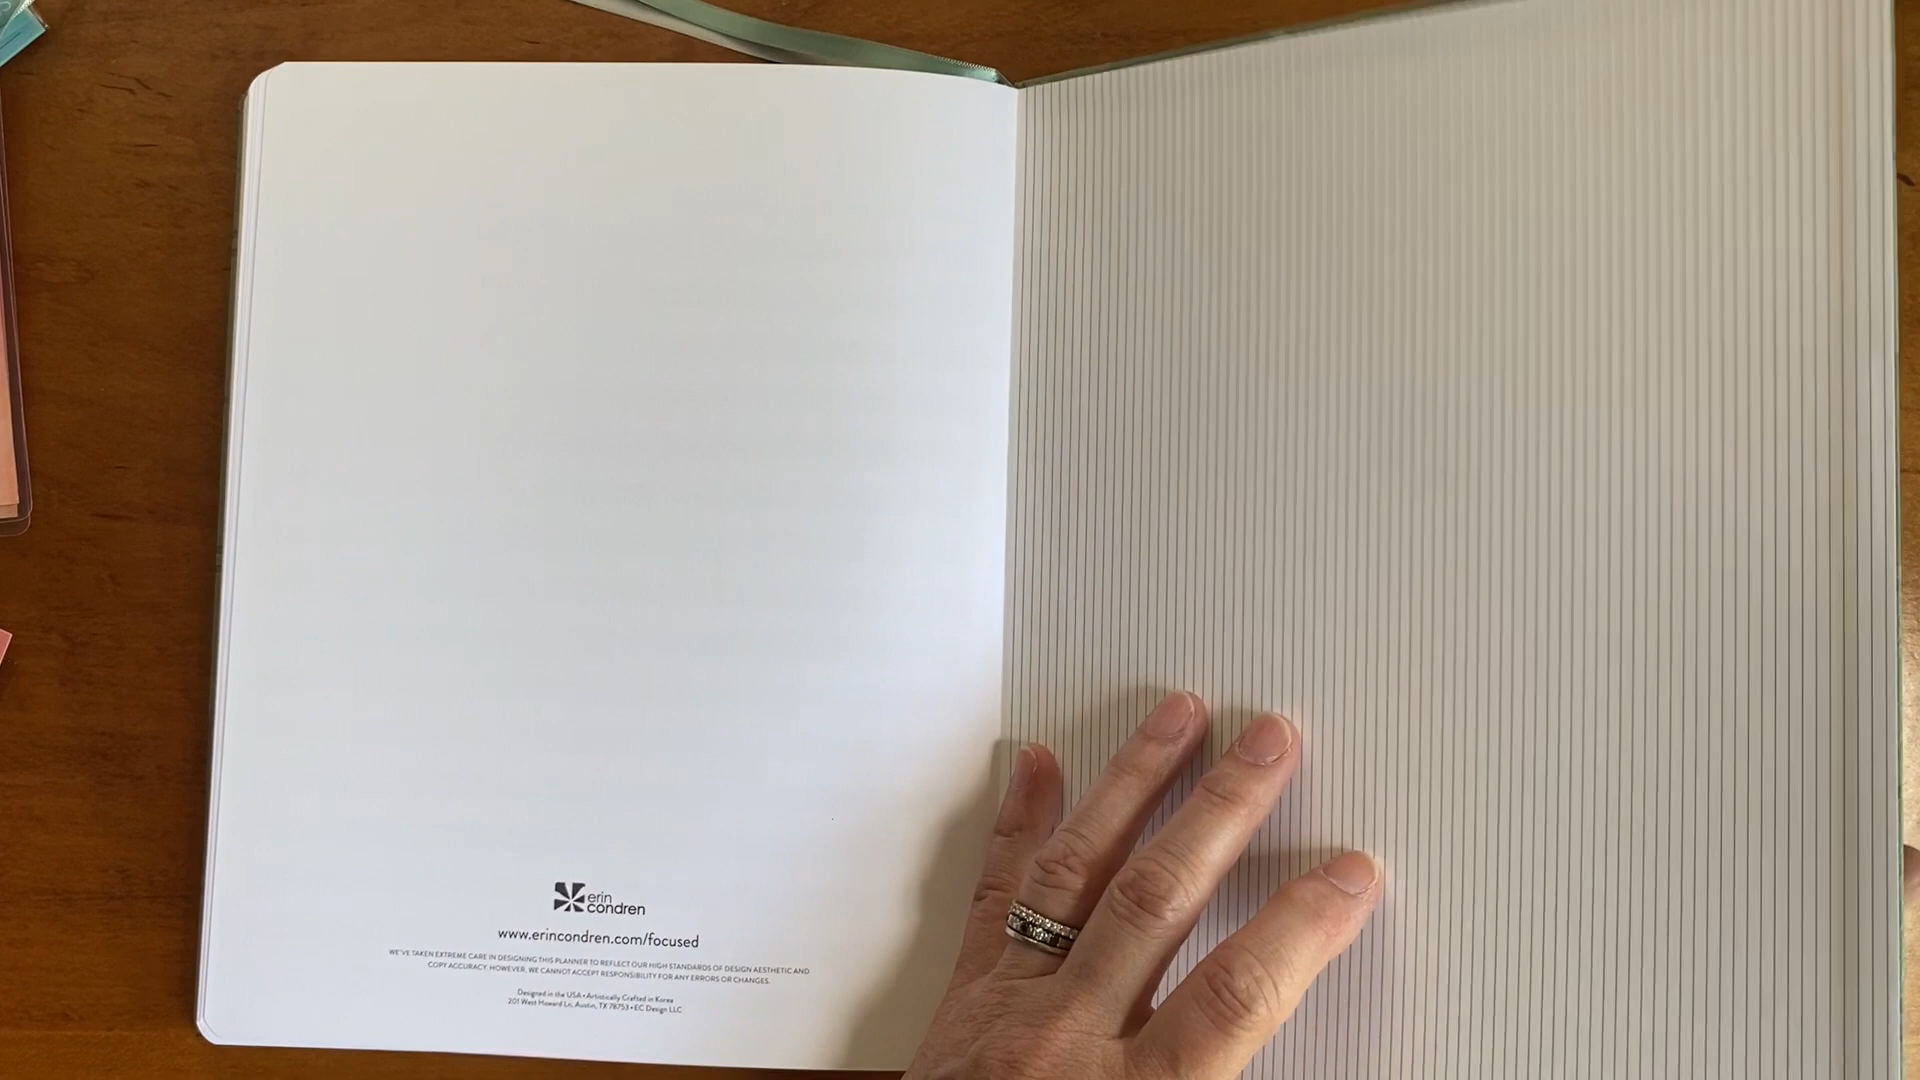 erin
condren
www.erincondren.com/focused
WE'VE TAKEN EXTREME CARE IN DESIGNING THIS PLANNER TO REFLECT OUR HIGH STANDARDS OF DESIGN AESTHETIC AND
COPY ACCURACY. HOWEVER, WE CANNOT ACCEPT RESPONSIBILITY FOR ANY ERRORS OR CHANGES.
Designed in the USA • Artistically Crafted in Korea
201 West Howard Ln, Austin, TX 78753 • EC Design LLC